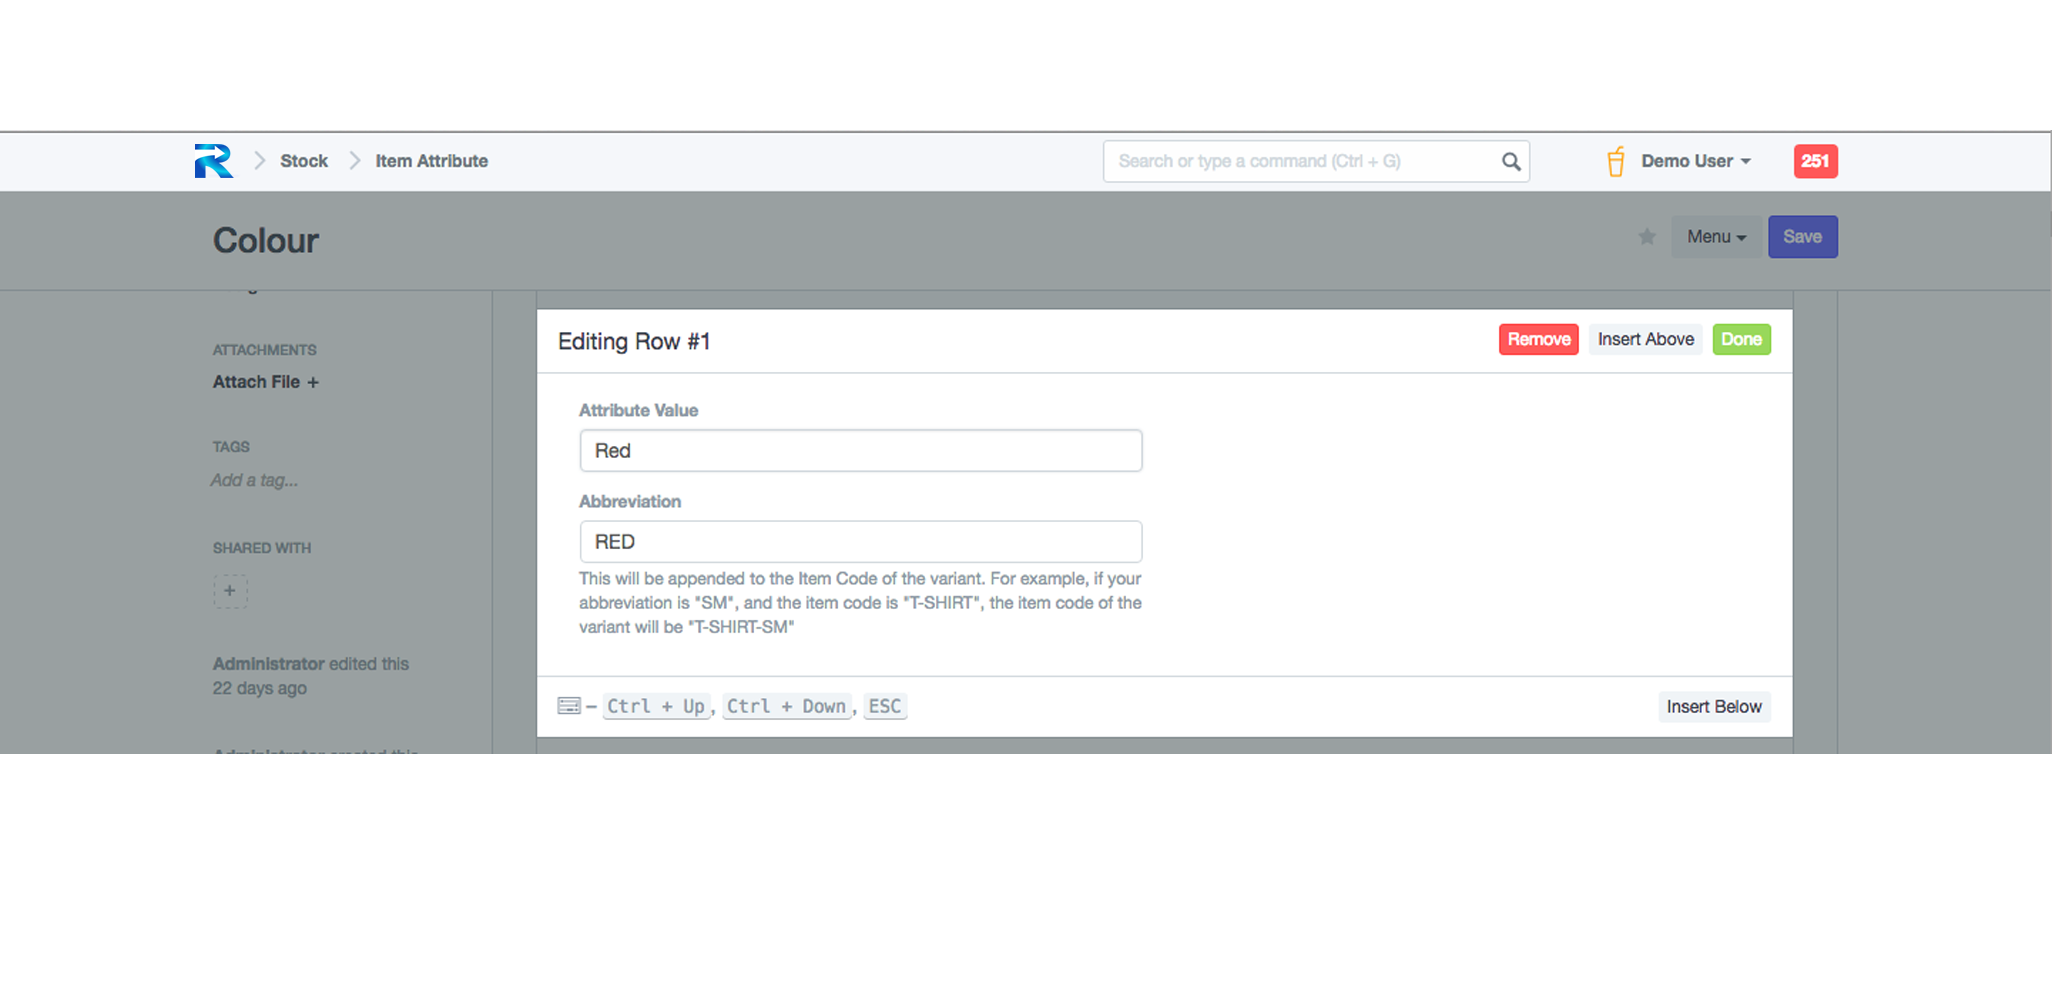 Stock
Item Attribute
Search or type a command (Ctrl + G)
Demo User
251
Colour
Menu
Save
ATTACHMENTS
Attach File +
TAGS
Add a tag...
SHARED WITH
+
Administrator edited this
22 days ago
Editing Row #1
Remove
Insert Above
Done
Attribute Value
Red
Abbreviation
RED
This will be appended to the Item Code of the variant. For example, if your
abbreviation is "SM", and the item code is "T-SHIRT", the item code of the
variant will be "T-SHIRT-SM"
– Ctrl + Up, Ctrl + Down, ESC
Insert Below